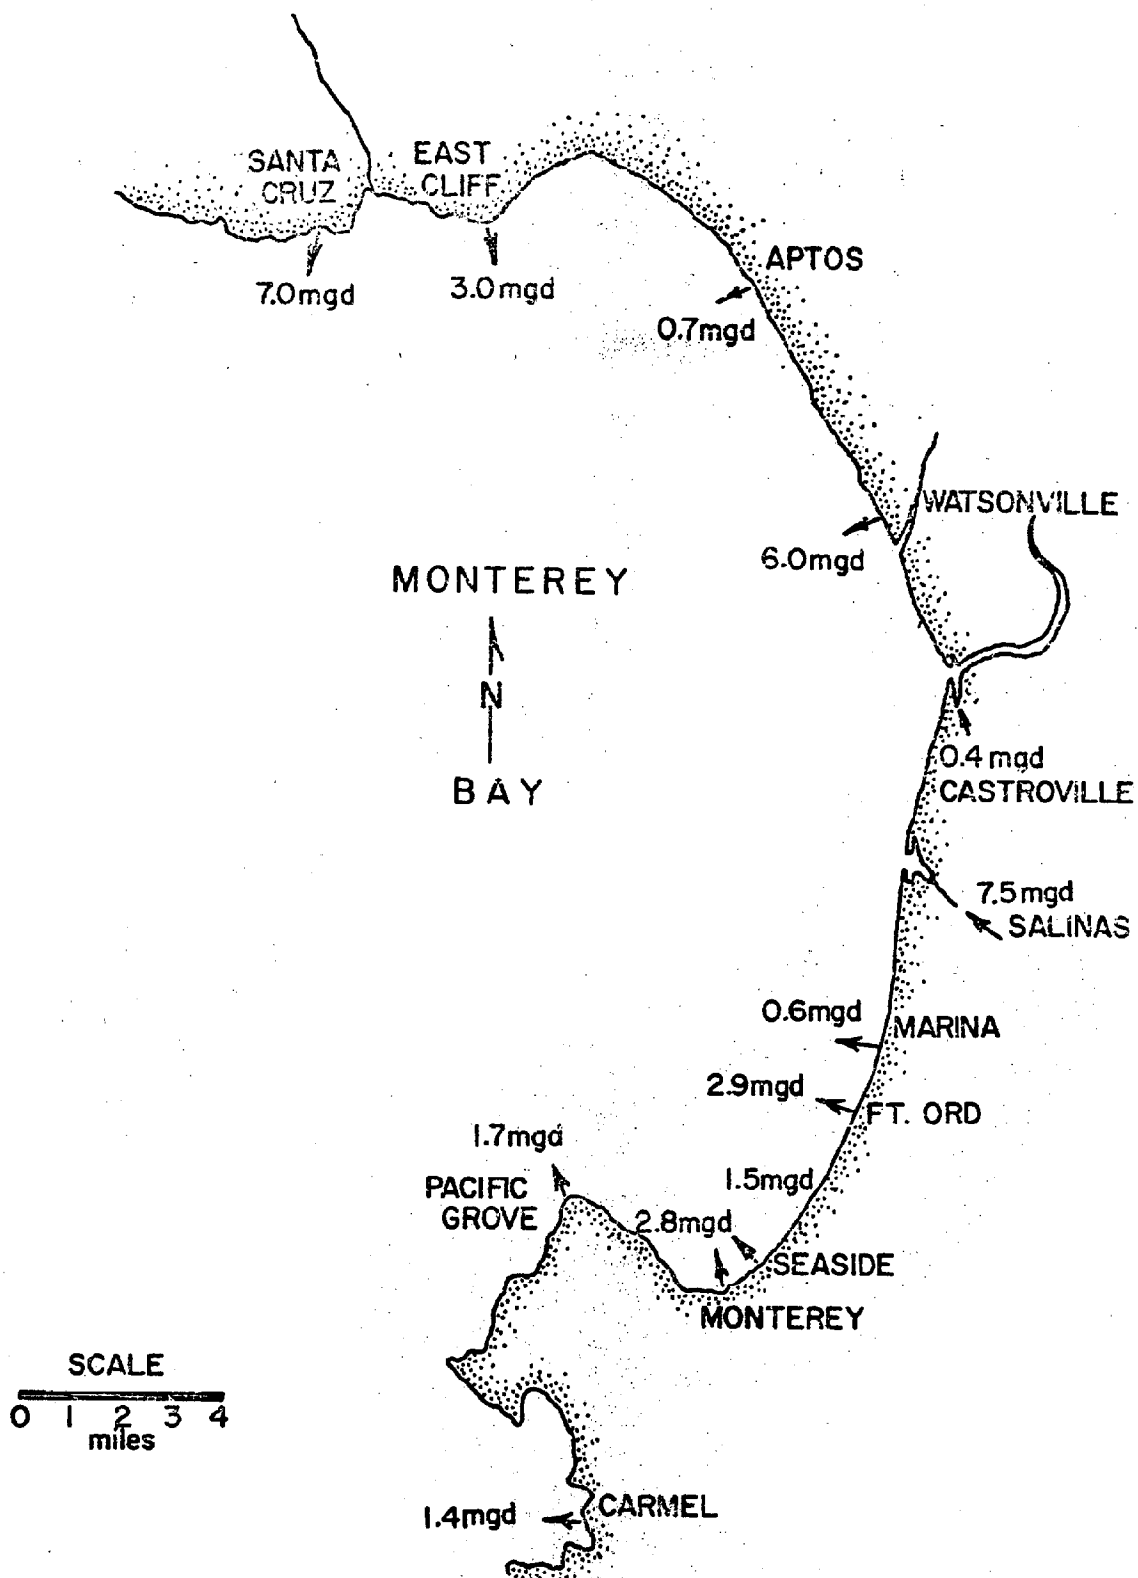 SANTA
CRUZ
EAST
CLIFF
7.0mgd
3.0mgd
APTOS
0.7mgd
WATSONVILLE
6.0mgd
MONTEREY
N
BAY
0.4mgd
CASTROVILLE
7.5mgd
SALINAS
0.6mgd
MARINA
2.9mgd
FT. ORD
1.7mgd
PACIFIC
GROVE
1.5mgd
2.8mgd
SEASIDE
MONTEREY
SCALE
0 1 2 3 4
miles
1.4mgd
CARMEL